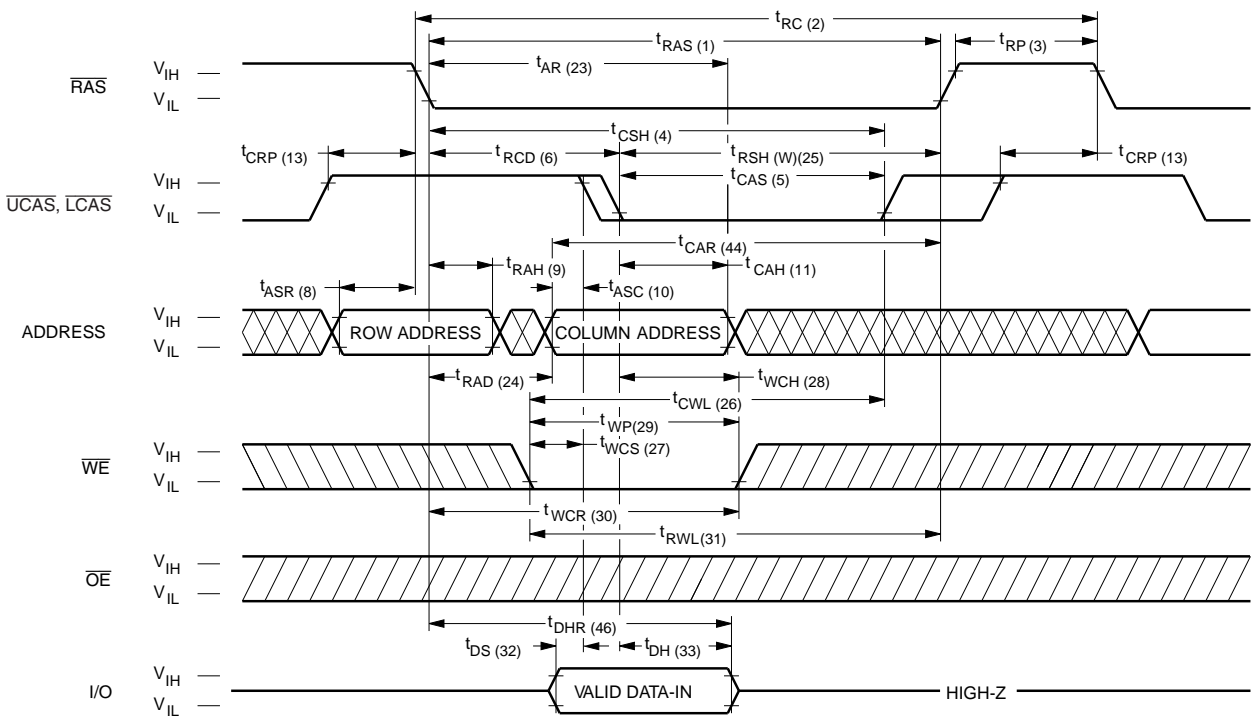 tRC (2)
tRAS (1)
tRP (3)
tAR (23)
RAS
VIH
VIL
tCSH (4)
tCRP (13)
tRCD (6)
tRSH (W)(25)
tCRP (13)
tCAS (5)
UCAS, LCAS
VIH
VIL
tCAR (44)
tRAH (9)
tCAH (11)
tASR (8)
tASC (10)
ADDRESS
VIH
VIL
ROW ADDRESS
COLUMN ADDRESS
tRAD (24)
tWCH (28)
tCWL (26)
tWP(29)
tWCS (27)
WE
VIH
VIL
tWCR (30)
tRWL(31)
OE
VIH
VIL
tDHR (46)
tDS (32)
tDH (33)
I/O
VIH
VIL
VALID DATA-IN
HIGH-Z